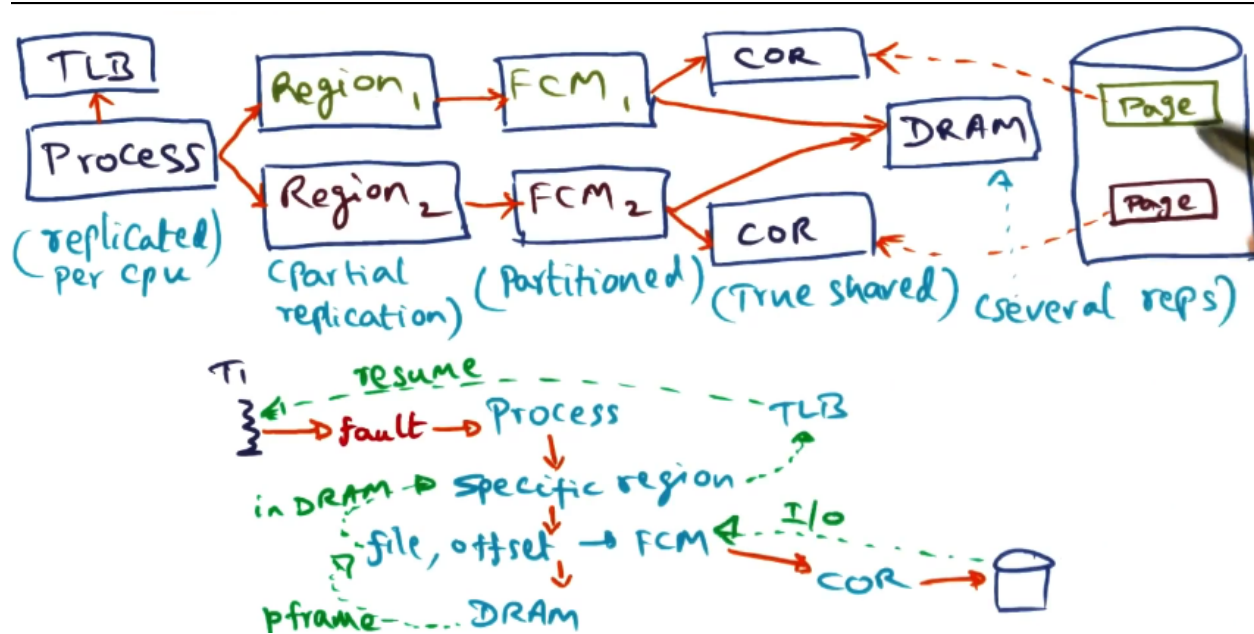 TLB
Process
(replicated)
per cpu
Region1
Region2
(Partial
replication)
FCM1
FCM2
(Partitioned)
COR
COR
(True shared)
DRAM
Page
Page
(several reps)
T1
resume
fault
Process
TLB
in DRAM
specific region
file, offset
FCM
I/O
COR
pframe
DRAM